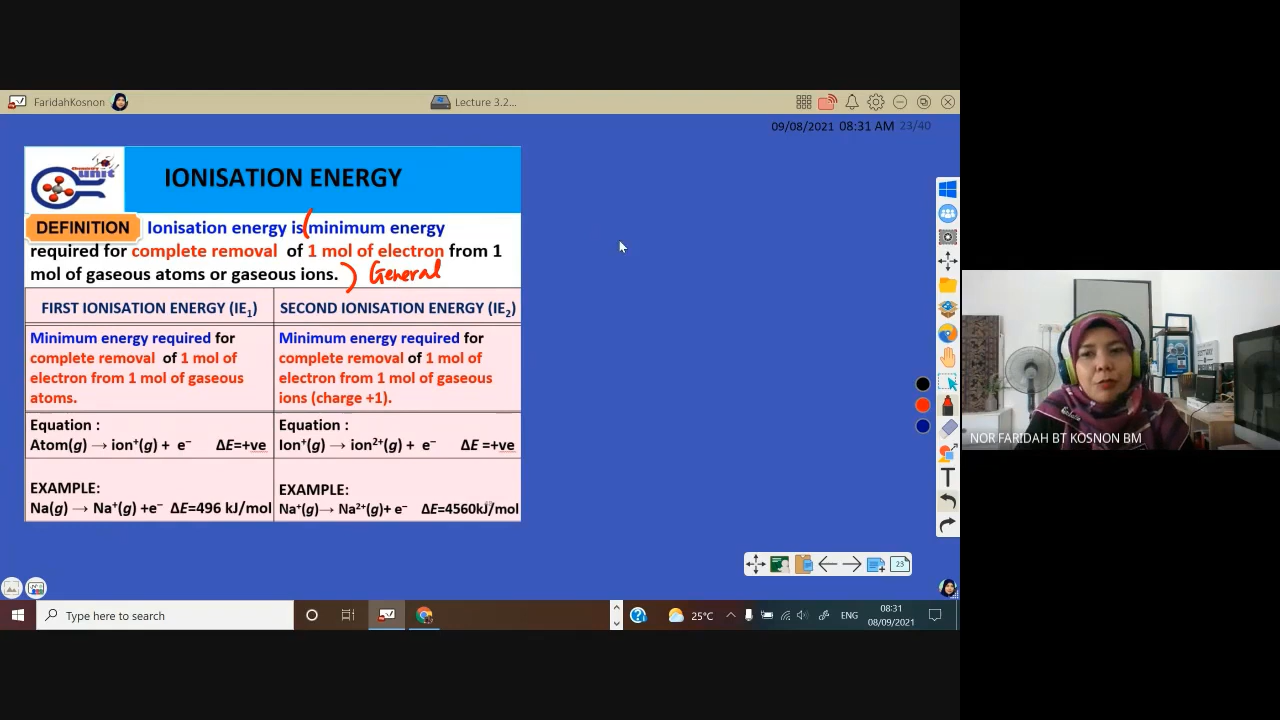 FaridahKosnon
Lecture 3.2...
09/08/2021 08:31 AM 23/40
unit
IONISATION ENERGY
DEFINITION Ionisation energy is (minimum energy
required for complete removal of 1 mol of electron from 1
mol of gaseous atoms or gaseous ions. ) General
FIRST IONISATION ENERGY (IE1)
Minimum energy required for
complete removal of 1 mol of
electron from 1 mol of gaseous
atoms.
Equation :
Atom(g) → ion⁺(g) + e⁻ ΔE=+ve
EXAMPLE:
Na(g) → Na⁺(g) +e⁻ ΔE=496 kJ/mol
SECOND IONISATION ENERGY (IE2)
Minimum energy required for
complete removal of 1 mol of
electron from 1 mol of gaseous
ions (charge +1).
Equation :
Ion⁺(g) → ion²⁺(g) + e⁻ ΔE =+ve
EXAMPLE:
Na⁺(g)→ Na²⁺(g)+ e⁻ ΔE=4560kJ/mol
NOR FARIDAH BT KOSNON BM
T
23
Type here to search
25°C
ENG
08:31
08/09/2021